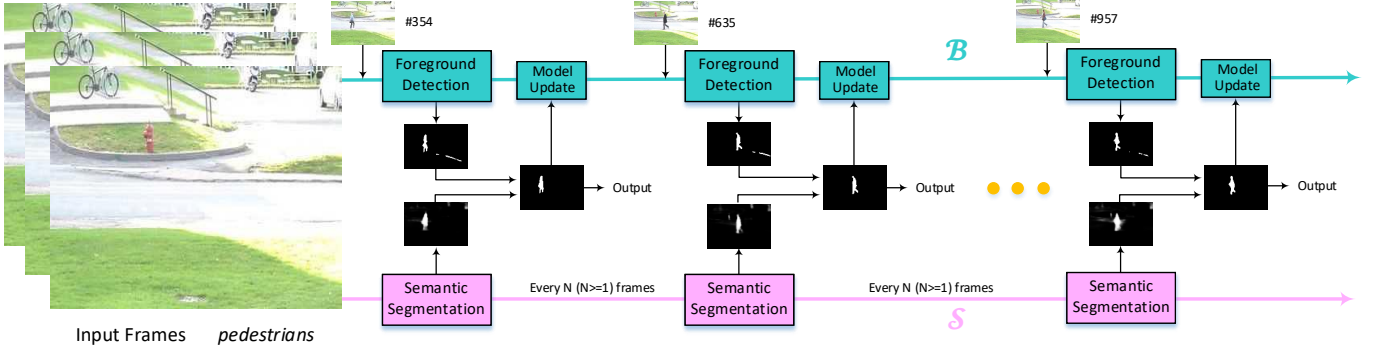 #354
#635
#957
Foreground
Detection
Model
Update
Foreground
Detection
Model
Update
ℬ
Foreground
Detection
Model
Update
Output
Output
Output
Semantic
Segmentation
Every N (N>=1) frames
Semantic
Segmentation
Every N (N>=1) frames
𝒮
Semantic
Segmentation
Input Frames pedestrians